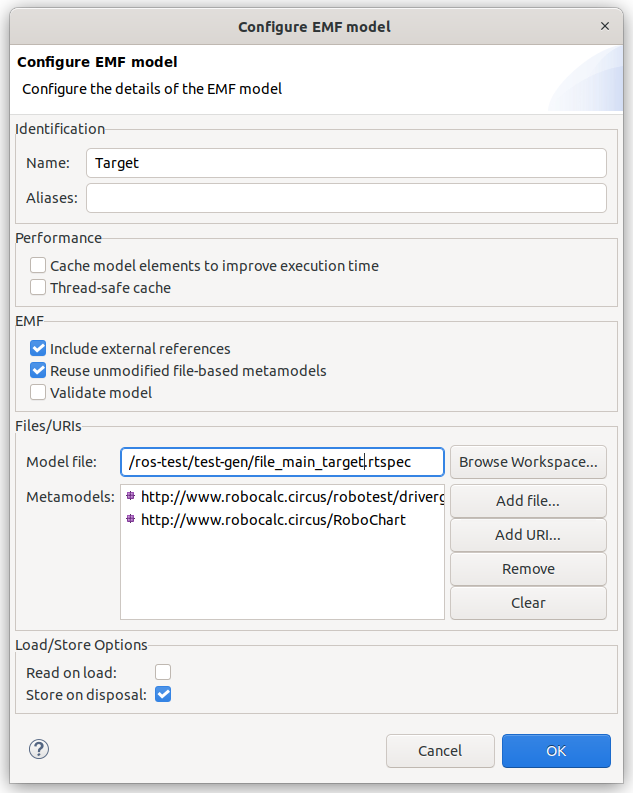 Configure EMF model
Configure EMF model
Configure the details of the EMF model
Identification
Name: Target
Aliases:
Performance
Cache model elements to improve execution time
Thread-safe cache
EMF
Include external references
Reuse unmodified file-based metamodels
Validate model
Files/URIs
Model file: /ros-test/test-gen/file_main_target.rtspec Browse Workspace...
Metamodels: http://www.robocalc.circus/robotest/driverg
http://www.robocalc.circus/RoboChart
Add file...
Add URI...
Remove
Clear
Load/Store Options
Read on load:
Store on disposal:
Cancel OK